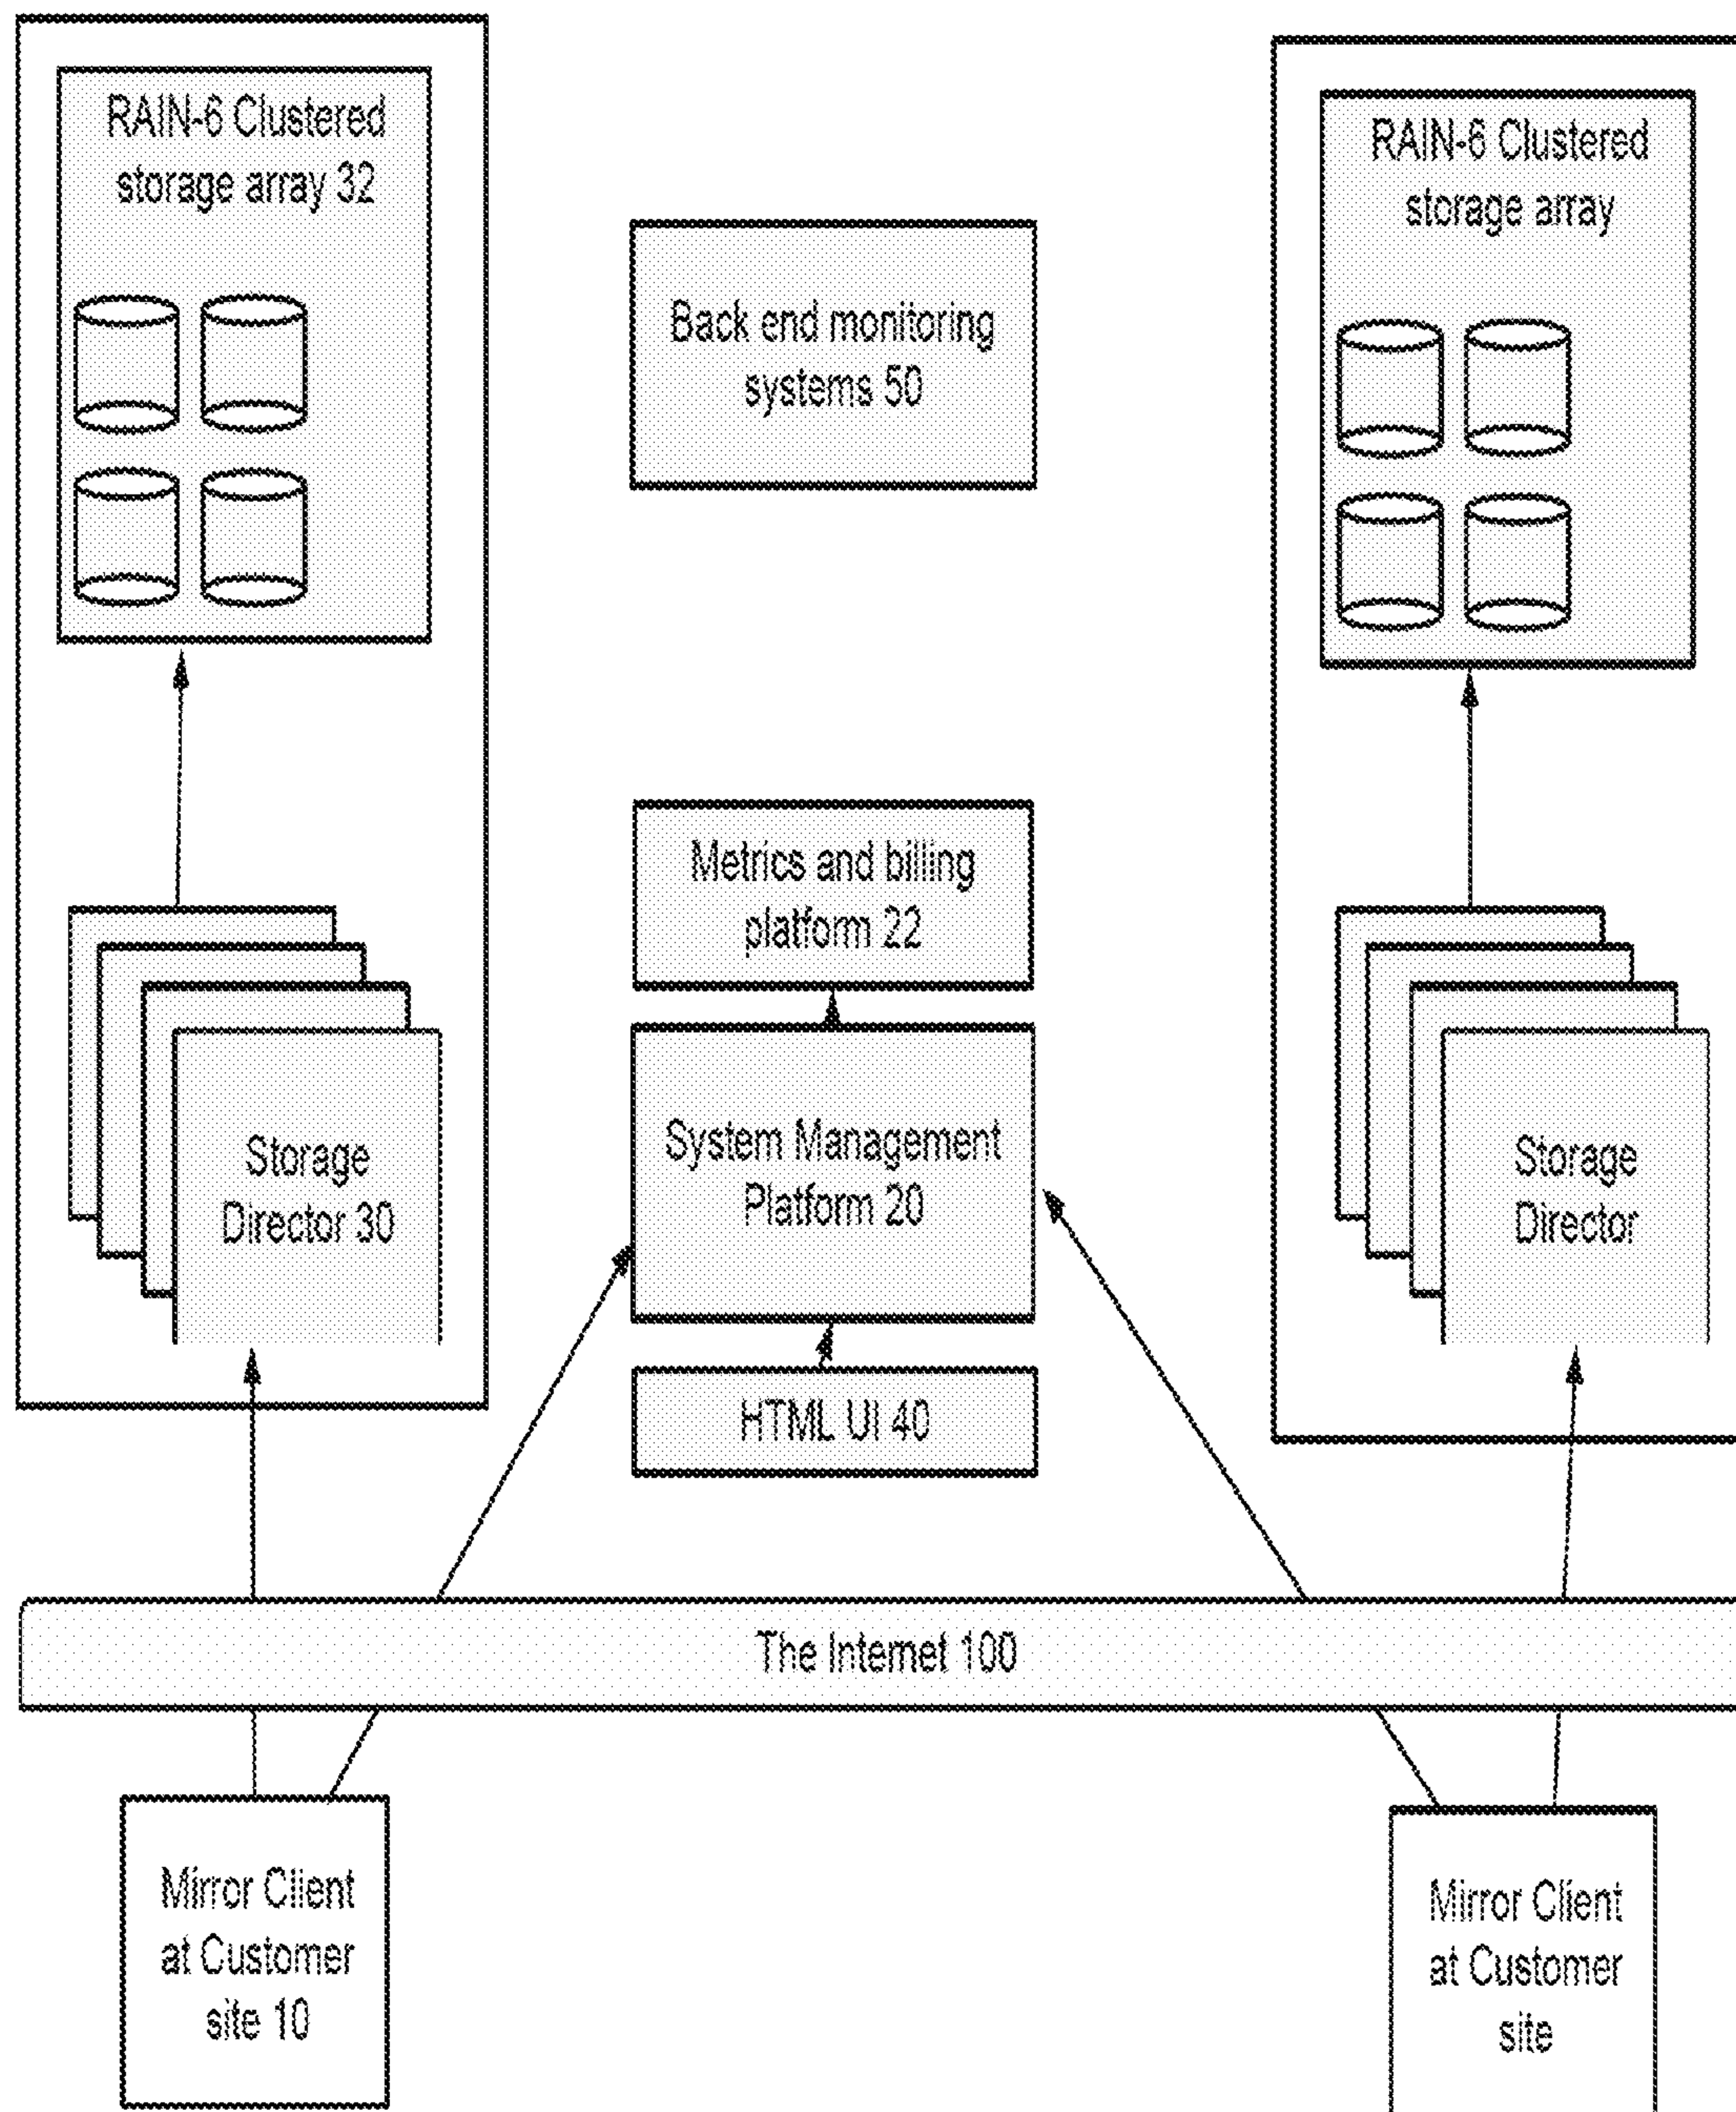 RAIN-6 Clustered
storage array 32
RAIN-6 Clustered
storage array
Back end monitoring
systems 50
Metrics and billing
platform 22
System Management
Platform 20
HTML UI 40
Storage
Director 30
Storage
Director
The Internet 100
Mirror Client
at Customer
site 10
Mirror Client
at Customer
site